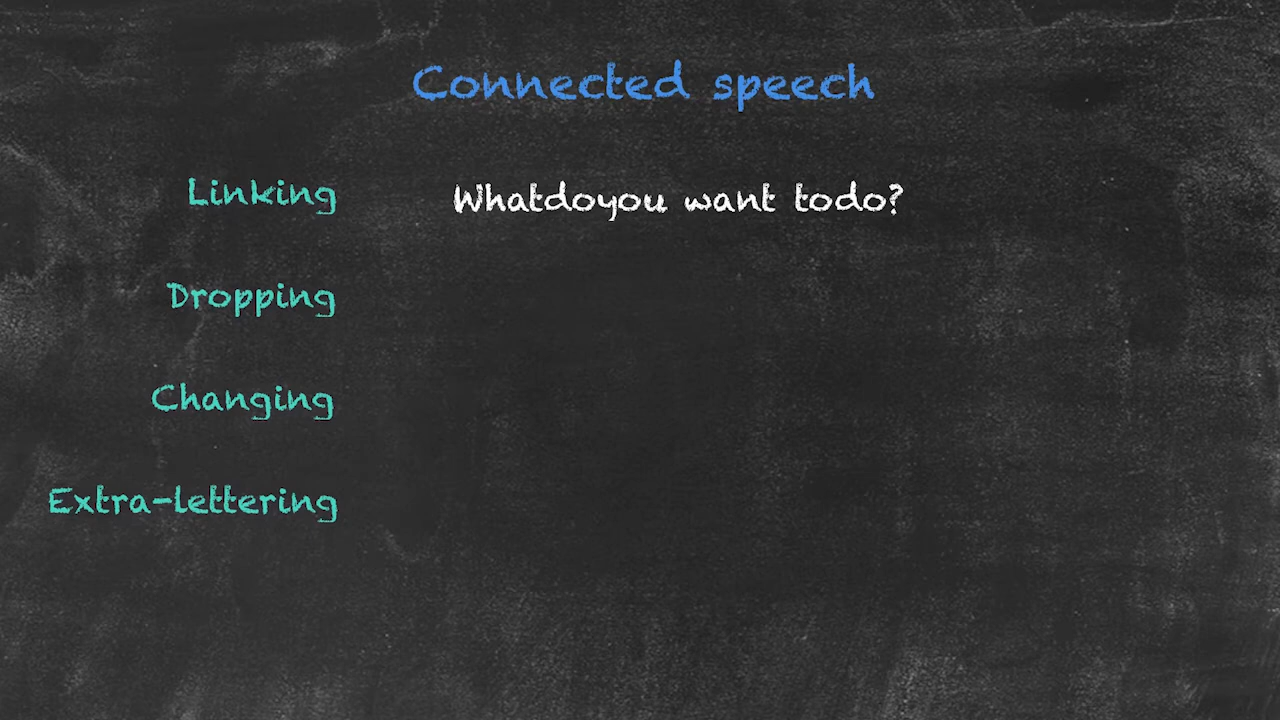 Connected speech
Linking
Whatdoyou want todo?
Dropping
Changing
Extra-lettering